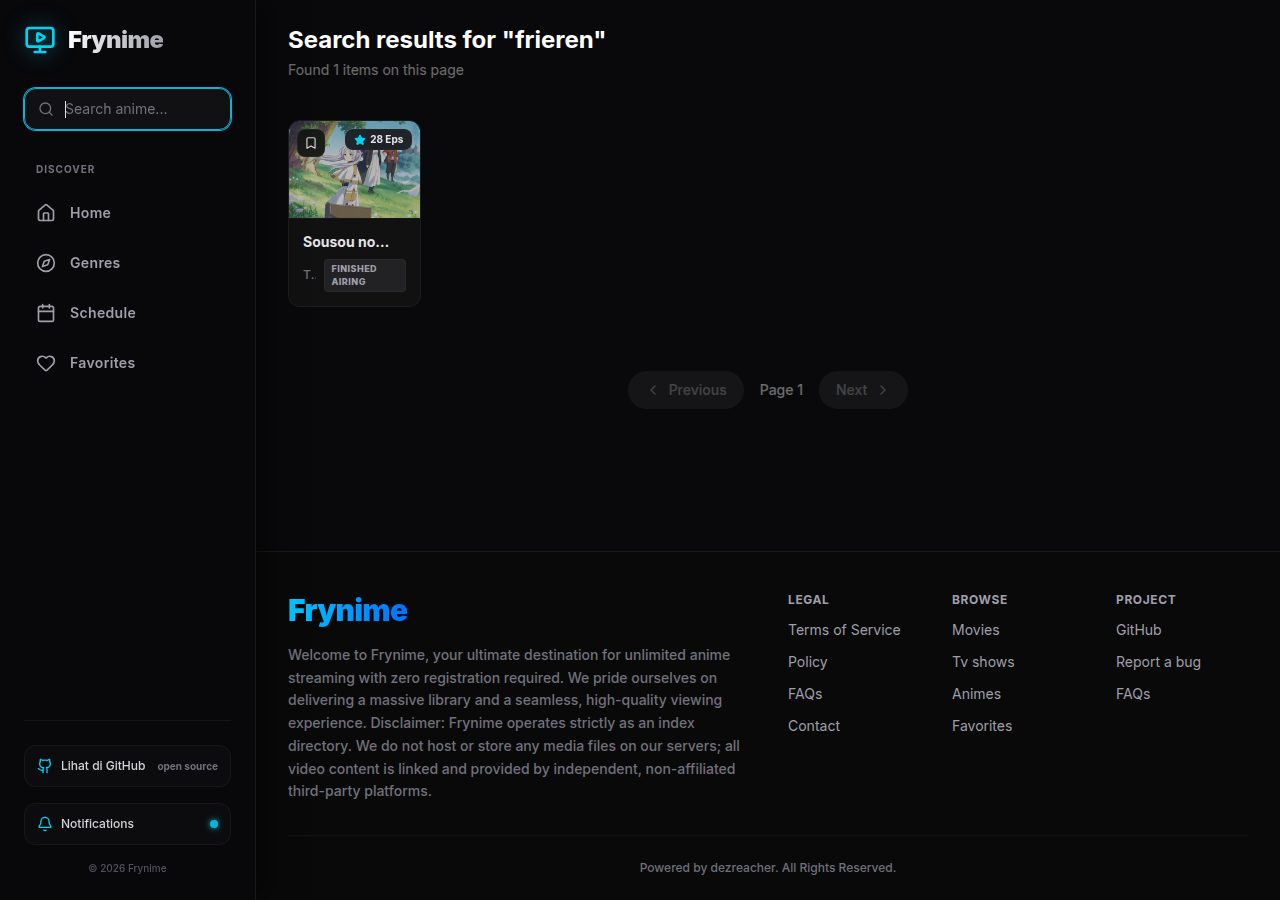 Frynime
Search anime...
DISCOVER
Home
Genres
Schedule
Favorites
Lihat di GitHub open source
Notifications
© 2026 Frynime
Search results for "frieren"
Found 1 items on this page
28 Eps
Sousou no...
T.. FINISHED
AIRING
Previous Page 1 Next
Frynime
Welcome to Frynime, your ultimate destination for unlimited anime
streaming with zero registration required. We pride ourselves on
delivering a massive library and a seamless, high-quality viewing
experience. Disclaimer: Frynime operates strictly as an index
directory. We do not host or store any media files on our servers; all
video content is linked and provided by independent, non-affiliated
third-party platforms.
LEGAL
Terms of Service
Policy
FAQs
Contact
BROWSE
Movies
Tv shows
Animes
Favorites
PROJECT
GitHub
Report a bug
FAQs
Powered by dezreacher. All Rights Reserved.